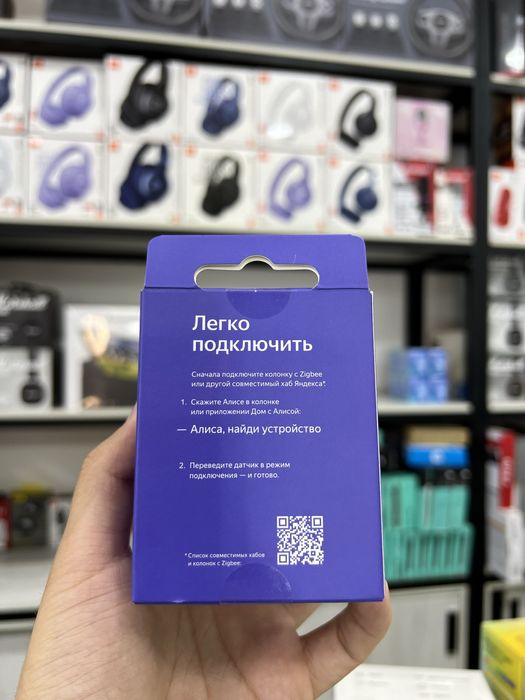 Легко
подключить
Сначала подключите колонку с Zigbee
или другой совместимый хаб Яндекса*.
1. Скажите Алисе в колонке
или приложении Дом с Алисой:
— Алиса, найди устройство
2. Переведите датчик в режим
подключения — и готово.
* Список совместимых хабов
и колонок с Zigbee: